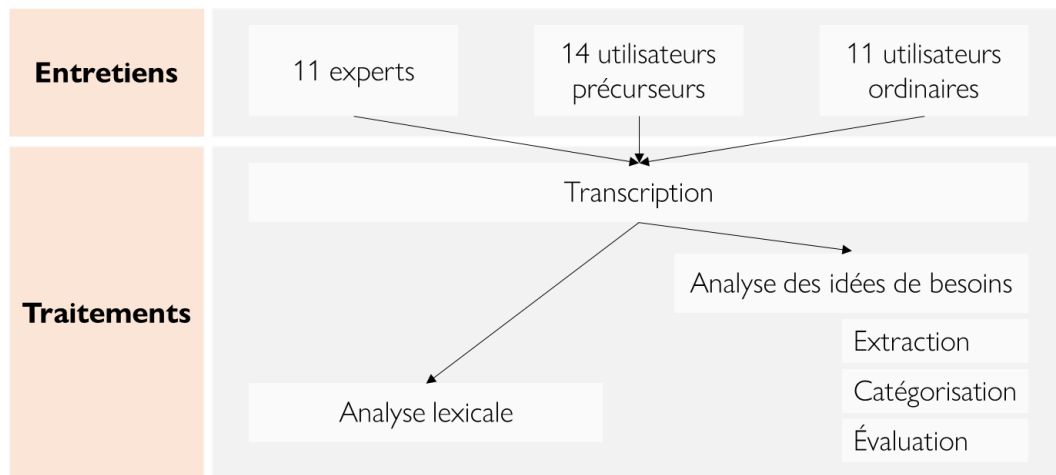 Entretiens
11 experts
14 utilisateurs
précurseurs
11 utilisateurs
ordinaires
Traitements
Transcription
Analyse des idées de besoins
Extraction
Catégorisation
Évaluation
Analyse lexicale